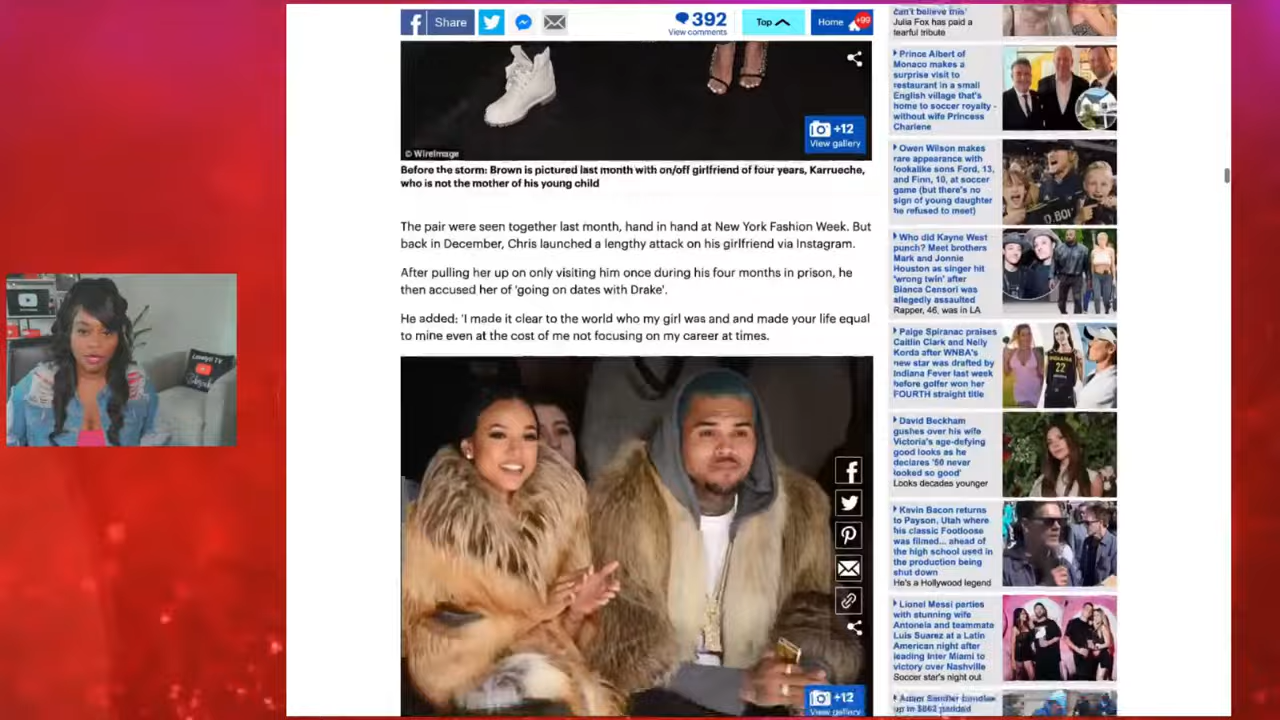 Share
392
View comments
Top
Home
+99
+12
View gallery
© WireImage
Before the storm: Brown is pictured last month with on/off girlfriend of four years, Karrueche,
who is not the mother of his young child
The pair were seen together last month, hand in hand at New York Fashion Week. But
back in December, Chris launched a lengthy attack on his girlfriend via Instagram.
After pulling her up on only visiting him once during his four months in prison, he
then accused her of 'going on dates with Drake'.
He added: 'I made it clear to the world who my girl was and and made your life equal
to mine even at the cost of me not focusing on my career at times.
+12
View gallery
can't believe this'
Julia Fox has paid a
tearful tribute
Prince Albert of
Monaco makes a
surprise visit to
restaurant in a small
English village that's
home to soccer royalty -
without wife Princess
Charlene
Owen Wilson makes
rare appearance with
lookalike sons Ford, 13,
and Finn, 10, at soccer
game (but there's no
sign of young daughter
he refused to meet)
Who did Kayne West
punch? Meet brothers
Mark and Jonnie
Houston as singer hit
'wrong twin' after
Bianca Censori was
allegedly assaulted
Rapper, 46, was in LA
Paige Spiranac praises
Caitlin Clark and Nelly
Korda after WNBA's
new star was drafted by
Indiana Fever last week
before golfer won her
FOURTH straight title
INDIANA
22
David Beckham
gushes over his wife
Victoria's age-defying
good looks as he
declares '50 never
looked so good'
Looks decades younger
Kevin Bacon returns
to Payson, Utah where
his classic Footloose
was filmed... ahead of
the high school used in
the production being
shut down
He's a Hollywood legend
Lionel Messi parties
with stunning wife
Antonela and teammate
Luis Suarez at a Latin
American night after
leading Inter Miami to
victory over Nashville
Soccer star's night out
Adam Sandler bundles
up in $862 padded